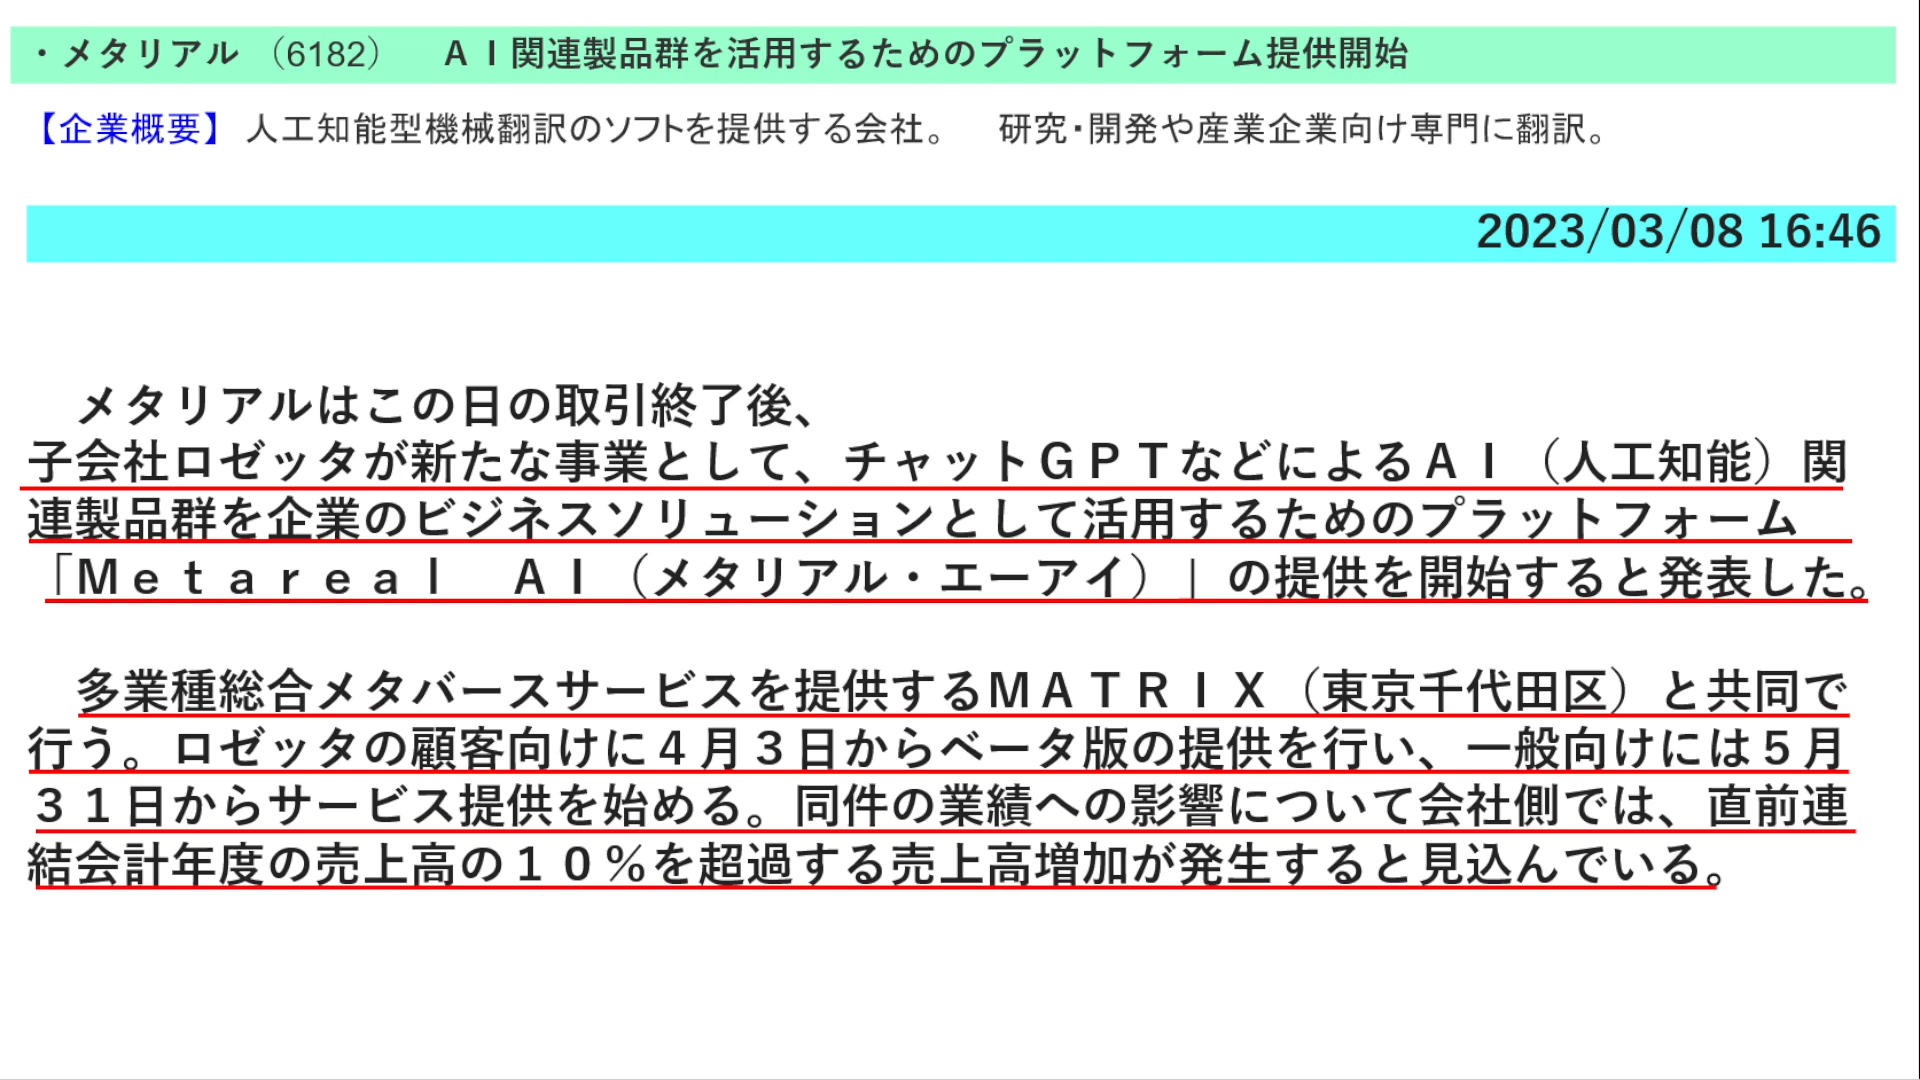 ・メタリアル （6182）　ＡＩ関連製品群を活用するためのプラットフォーム提供開始
【企業概要】 人工知能型機械翻訳のソフトを提供する会社。　研究・開発や産業企業向け専門に翻訳。
2023/03/08 16:46
メタリアルはこの日の取引終了後、
子会社ロゼッタが新たな事業として、チャットＧＰＴなどによるＡＩ（人工知能）関
連製品群を企業のビジネスソリューションとして活用するためのプラットフォーム
「Ｍｅｔａｒｅａｌ　ＡＩ（メタリアル・エーアイ）」の提供を開始すると発表した。
多業種総合メタバースサービスを提供するＭＡＴＲＩＸ（東京千代田区）と共同で
行う。ロゼッタの顧客向けに４月３日からベータ版の提供を行い、一般向けには５月
３１日からサービス提供を始める。同件の業績への影響について会社側では、直前連
結会計年度の売上高の１０％を超過する売上高増加が発生すると見込んでいる。